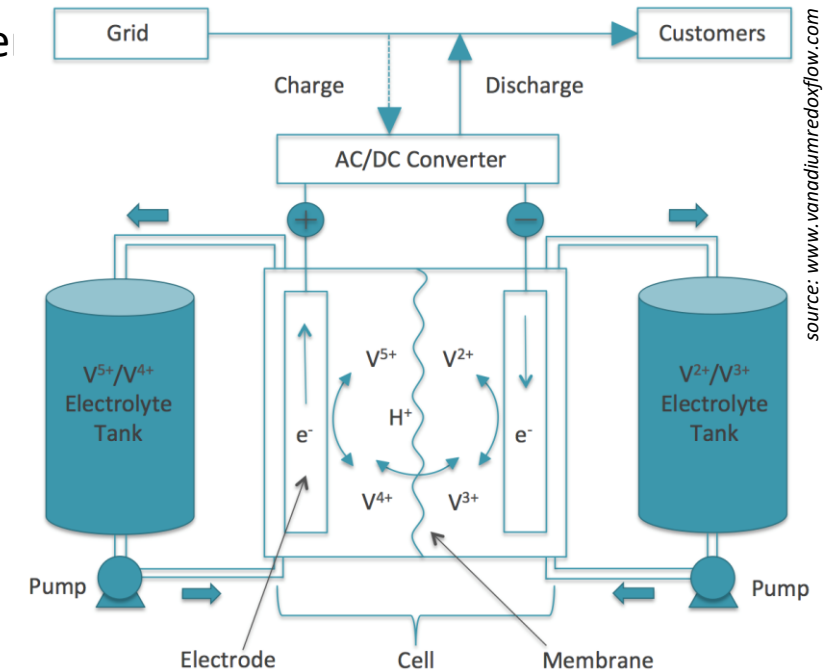 Grid
Customers
Charge
Discharge
AC/DC Converter
+
−
V⁵⁺/V⁴⁺
Electrolyte
Tank
V⁵⁺
V²⁺
H⁺
e⁻
e⁻
V⁴⁺
V³⁺
V²⁺/V³⁺
Electrolyte
Tank
Pump
Pump
Electrode
Cell
Membrane
source: www.vanadiumredoxflow.com